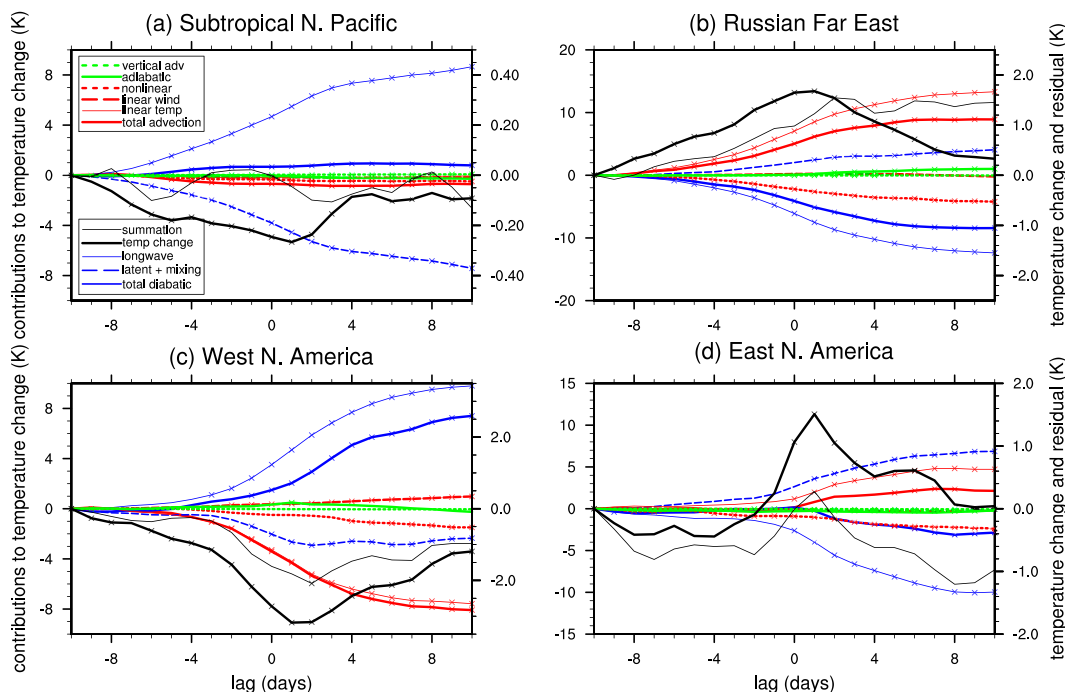 (a) Subtropical N. Pacific
(b) Russian Far East
contributions to temperature change (K)
8
4
0
-4
-8
0.40
0.20
0.00
-0.20
-0.40
vertical adv
adiabatic
nonlinear
linear wind
linear temp
total advection
summation
temp change
longwave
latent + mixing
total diabatic
-8
-4
0
4
8
20
10
0
-10
-20
2.0
1.0
0.0
-1.0
-2.0
temperature change and residual (K)
-8
-4
0
4
8
(c) West N. America
(d) East N. America
contributions to temperature change (K)
8
4
0
-4
-8
2.0
0.0
-2.0
-8
-4
0
4
8
lag (days)
15
10
5
0
-5
-10
-15
2.0
1.0
0.0
-1.0
-2.0
temperature change and residual (K)
-8
-4
0
4
8
lag (days)